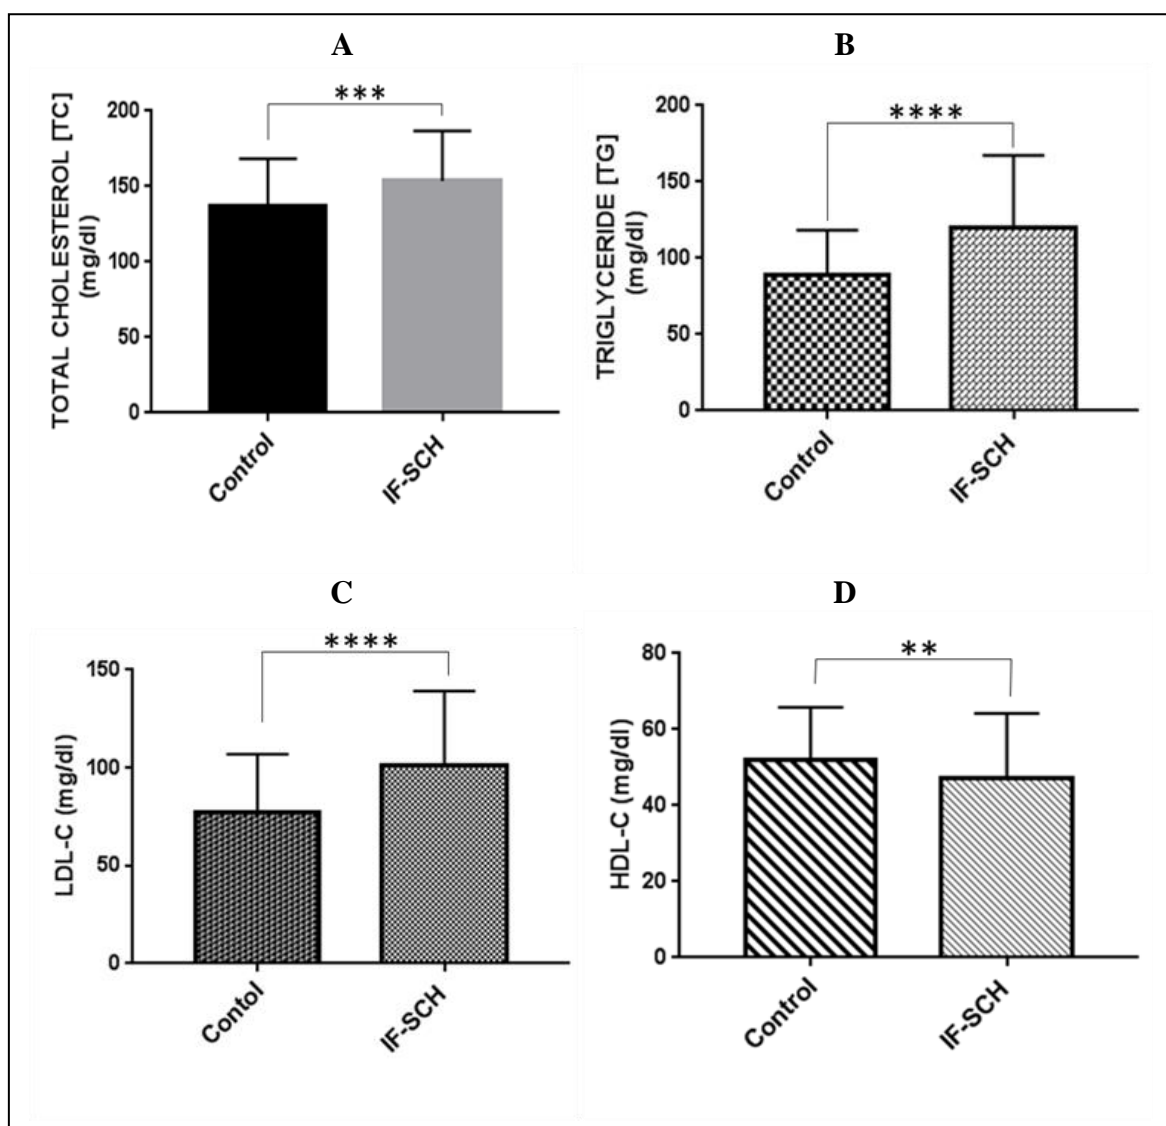 A
TOTAL CHOLESTEROL [TC]
(mg/dl)
***
200
150
100
50
0
Control
IF-SCH
B
TRIGLYCERIDE [TG]
(mg/dl)
****
200
150
100
50
0
Control
IF-SCH
C
LDL-C (mg/dl)
****
150
100
50
0
Contol
IF-SCH
D
HDL-C (mg/dl)
**
80
60
40
20
0
Control
IF-SCH